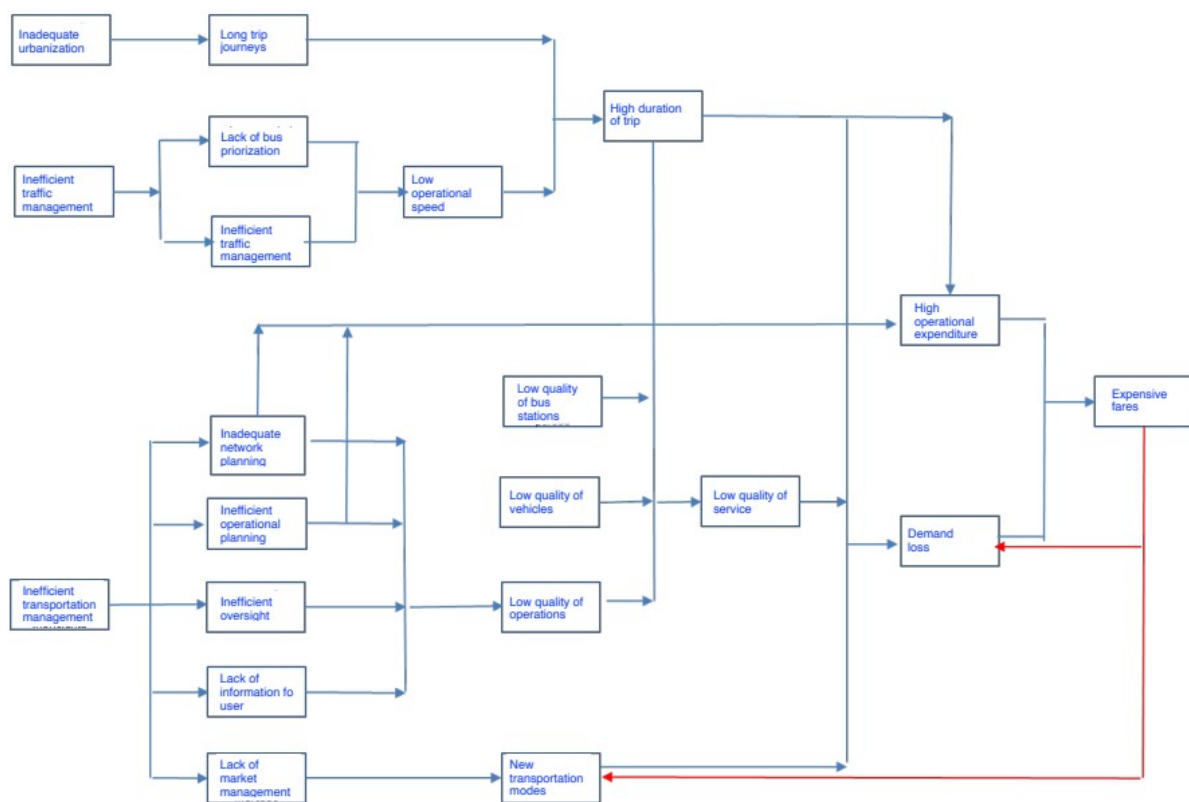 Inadequate
urbanization
Long trip
journeys
High duration
of trip
Lack of bus
priorization
Inefficient
traffic
management
Low
operational
speed
Inefficient
traffic
management
High
operational
expenditure
Low quality
of bus
stations
Expensive
fares
Inadequate
network
planning
Low quality of
vehicles
Low quality of
service
Inefficient
operational
planning
Demand
loss
Inefficient
transportation
management
Inefficient
oversight
Low quality of
operations
Lack of
information fo
user
Lack of
market
management
New
transportation
modes